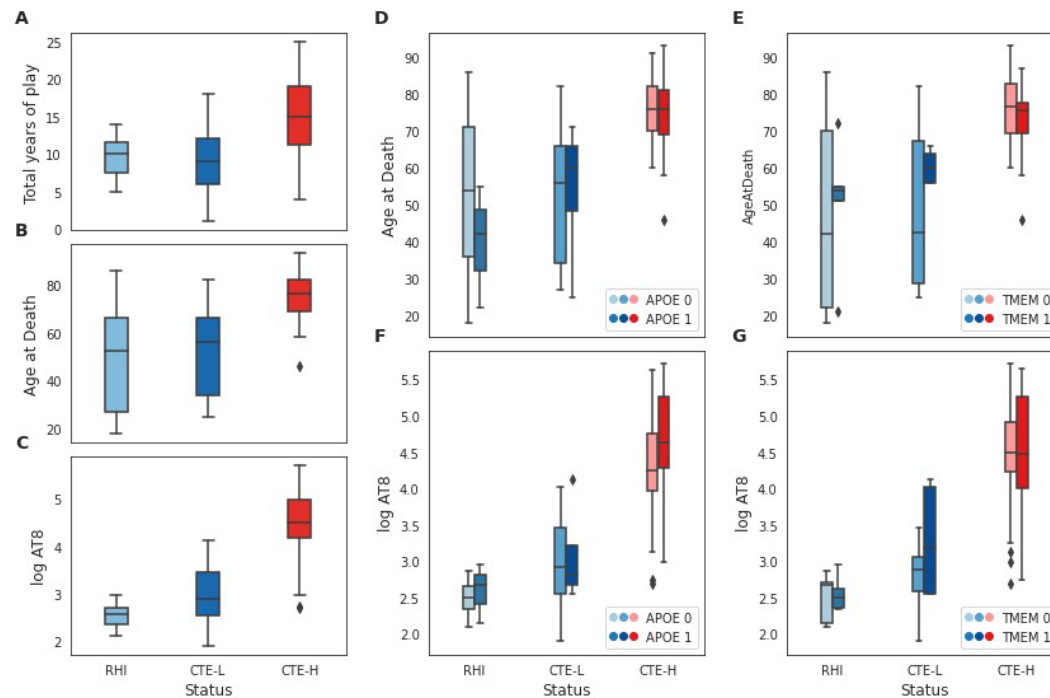 A
Total years of play
25
20
15
10
5
0
B
Age at Death
80
60
40
20
C
log AT8
5
4
3
2
RHI
CTE-L
CTE-H
Status
D
Age at Death
90
80
70
60
50
40
30
20
APOE 0
APOE 1
E
AgeAtDeath
90
80
70
60
50
40
30
20
TMEM 0
TMEM 1
F
log AT8
5.5
5.0
4.5
4.0
3.5
3.0
2.5
2.0
APOE 0
APOE 1
RHI
CTE-L
CTE-H
Status
G
log AT8
5.5
5.0
4.5
4.0
3.5
3.0
2.5
2.0
TMEM 0
TMEM 1
RHI
CTE-L
CTE-H
Status